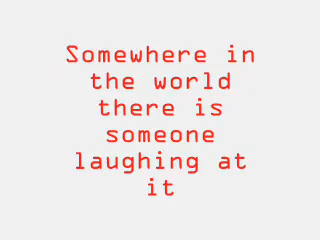 Somewhere in
the world
there is
someone
laughing at
it